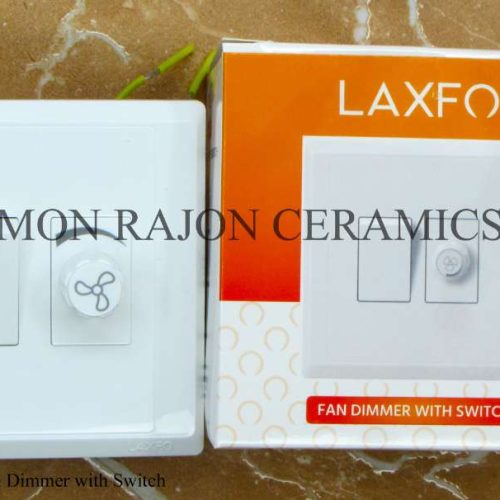 LAXFO
MON RAJON CERAMICS
FAN DIMMER WITH SWITC
LAXFO
Dimmer with Switch